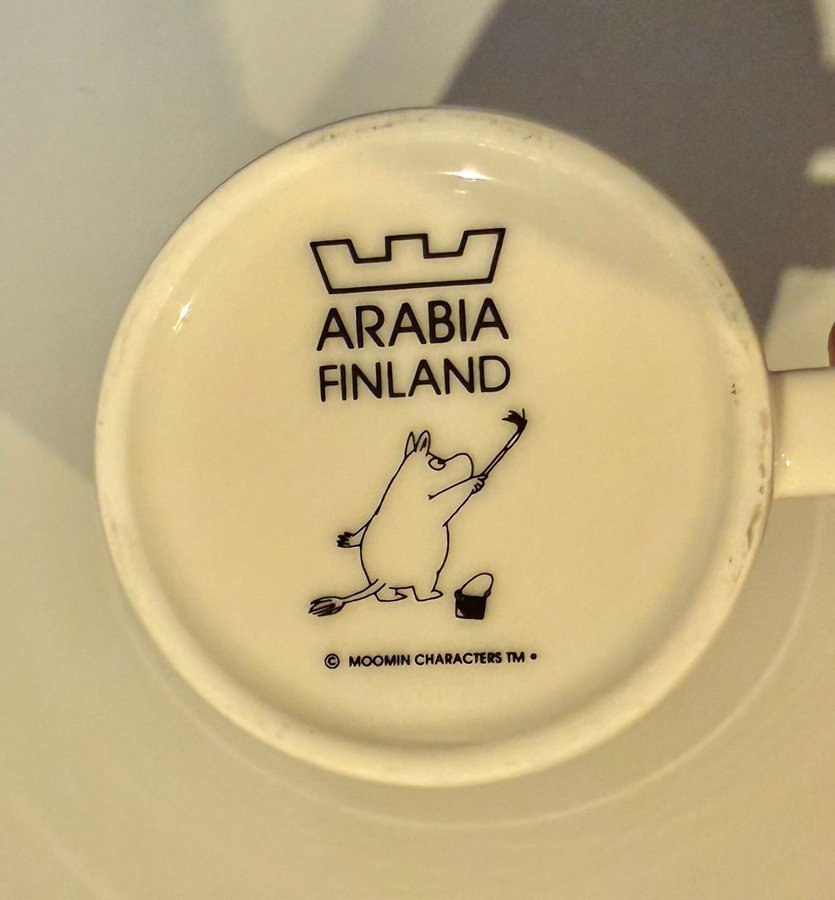 ARABIA
FINLAND
© MOOMIN CHARACTERS TM •